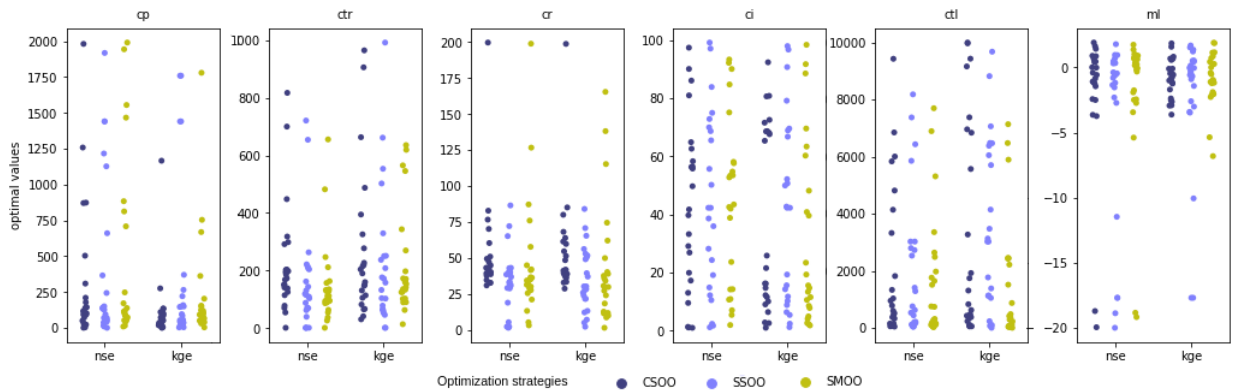 cp
ctr
cr
ci
ctl
ml
optimal values
2000
1750
1500
1250
1000
750
500
250
0
nse
kge
1000
800
600
400
200
0
nse
kge
200
175
150
125
100
75
50
25
0
nse
kge
100
80
60
40
20
0
nse
kge
10000
8000
6000
4000
2000
0
nse
kge
0
−5
−10
−15
−20
nse
kge
Optimization strategies
CSOO
SSOO
SMOO